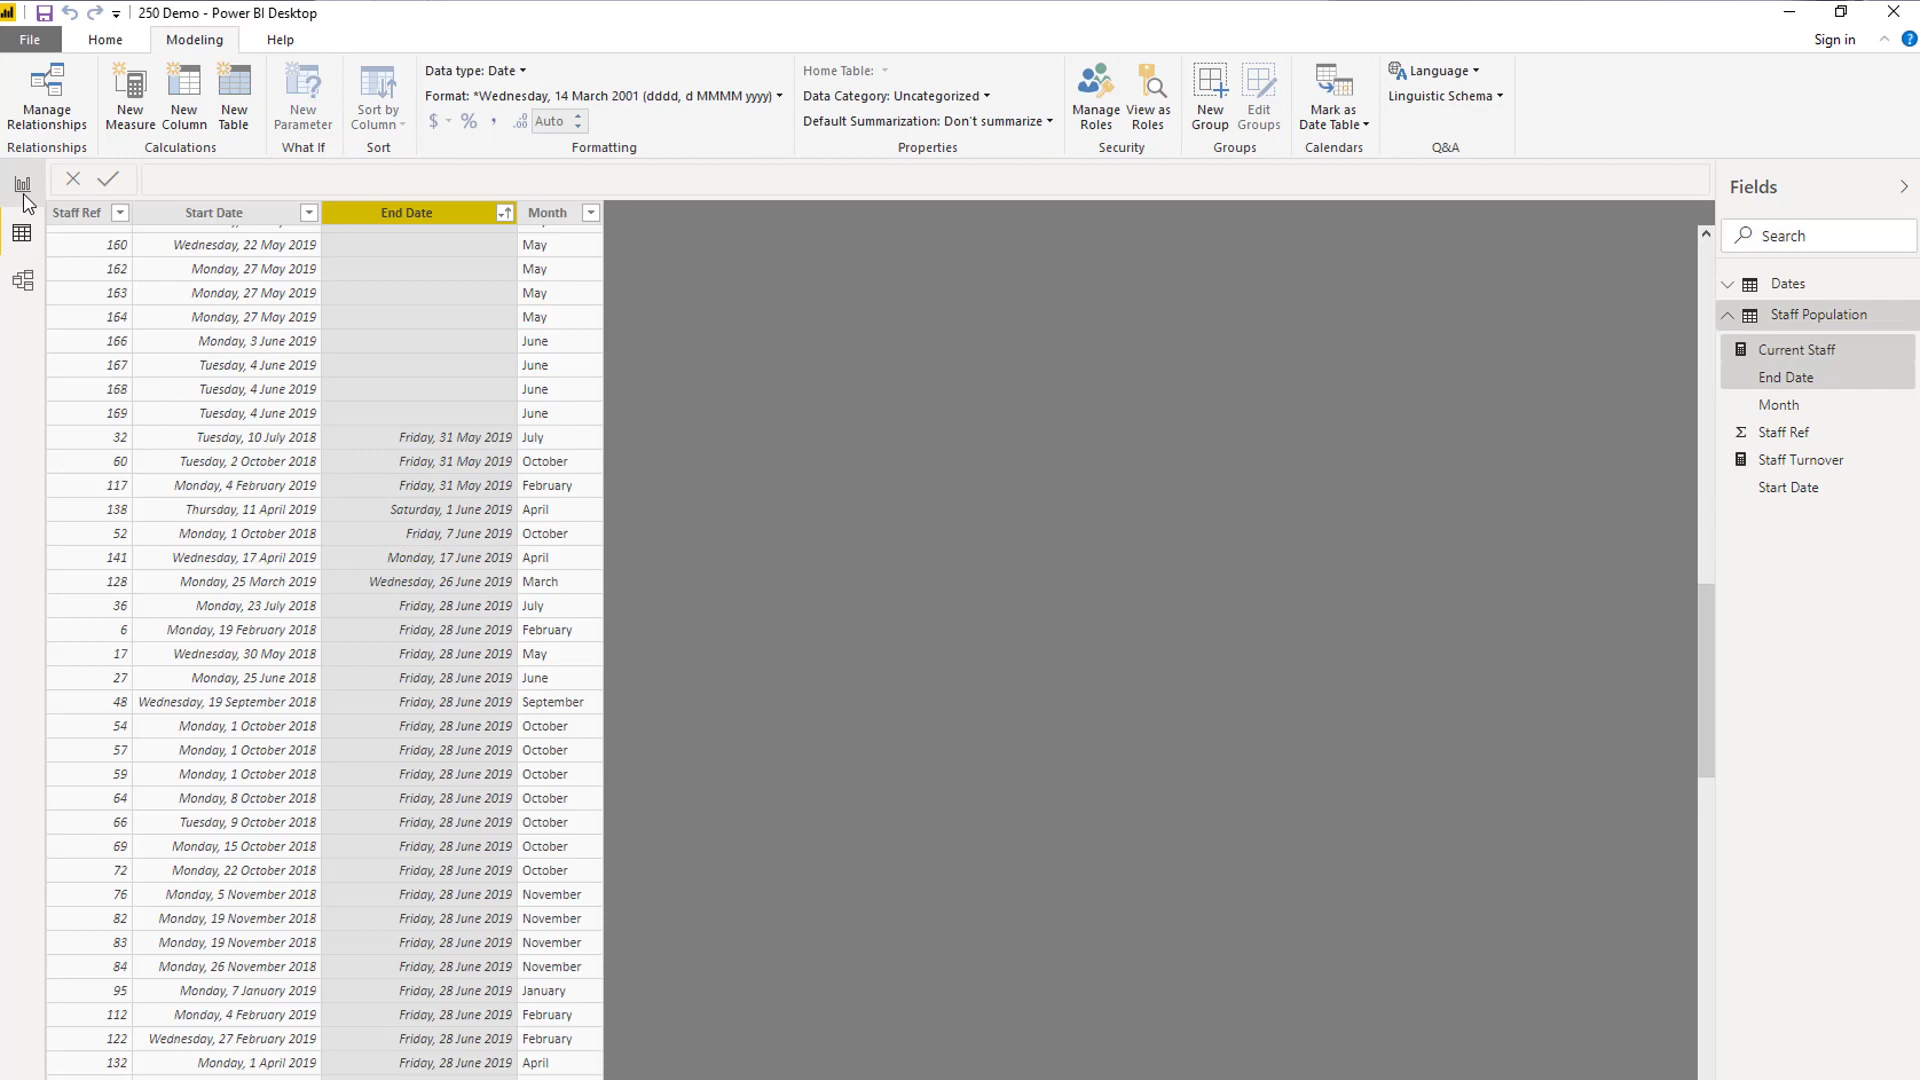 250 Demo - Power BI Desktop
File Home Modeling Help Sign in
Manage Relationships
New Measure
New Column
New Table
New Parameter
Sort by Column
Data type: Date
Format: *Wednesday, 14 March 2001 (dddd, d MMMM yyyy)
$ % , .00 Auto
Home Table:
Data Category: Uncategorized
Default Summarization: Don't summarize
Manage Roles
View as Roles
New Group
Edit Groups
Mark as Date Table
Language
Linguistic Schema
Relationships Calculations What If Sort Formatting Properties Security Groups Calendars Q&A
Staff Ref Start Date End Date Month
160 Wednesday, 22 May 2019 May
162 Monday, 27 May 2019 May
163 Monday, 27 May 2019 May
164 Monday, 27 May 2019 May
166 Monday, 3 June 2019 June
167 Tuesday, 4 June 2019 June
168 Tuesday, 4 June 2019 June
169 Tuesday, 4 June 2019 June
32 Tuesday, 10 July 2018 Friday, 31 May 2019 July
60 Tuesday, 2 October 2018 Friday, 31 May 2019 October
117 Monday, 4 February 2019 Friday, 31 May 2019 February
138 Thursday, 11 April 2019 Saturday, 1 June 2019 April
52 Monday, 1 October 2018 Friday, 7 June 2019 October
141 Wednesday, 17 April 2019 Monday, 17 June 2019 April
128 Monday, 25 March 2019 Wednesday, 26 June 2019 March
36 Monday, 23 July 2018 Friday, 28 June 2019 July
6 Monday, 19 February 2018 Friday, 28 June 2019 February
17 Wednesday, 30 May 2018 Friday, 28 June 2019 May
27 Monday, 25 June 2018 Friday, 28 June 2019 June
48 Wednesday, 19 September 2018 Friday, 28 June 2019 September
54 Monday, 1 October 2018 Friday, 28 June 2019 October
57 Monday, 1 October 2018 Friday, 28 June 2019 October
59 Monday, 1 October 2018 Friday, 28 June 2019 October
64 Monday, 8 October 2018 Friday, 28 June 2019 October
66 Tuesday, 9 October 2018 Friday, 28 June 2019 October
69 Monday, 15 October 2018 Friday, 28 June 2019 October
72 Monday, 22 October 2018 Friday, 28 June 2019 October
76 Monday, 5 November 2018 Friday, 28 June 2019 November
82 Monday, 19 November 2018 Friday, 28 June 2019 November
83 Monday, 19 November 2018 Friday, 28 June 2019 November
84 Monday, 26 November 2018 Friday, 28 June 2019 November
95 Monday, 7 January 2019 Friday, 28 June 2019 January
112 Monday, 4 February 2019 Friday, 28 June 2019 February
122 Wednesday, 27 February 2019 Friday, 28 June 2019 February
132 Monday, 1 April 2019 Friday, 28 June 2019 April
Fields
Search
Dates
Staff Population
Current Staff
End Date
Month
Σ Staff Ref
Staff Turnover
Start Date